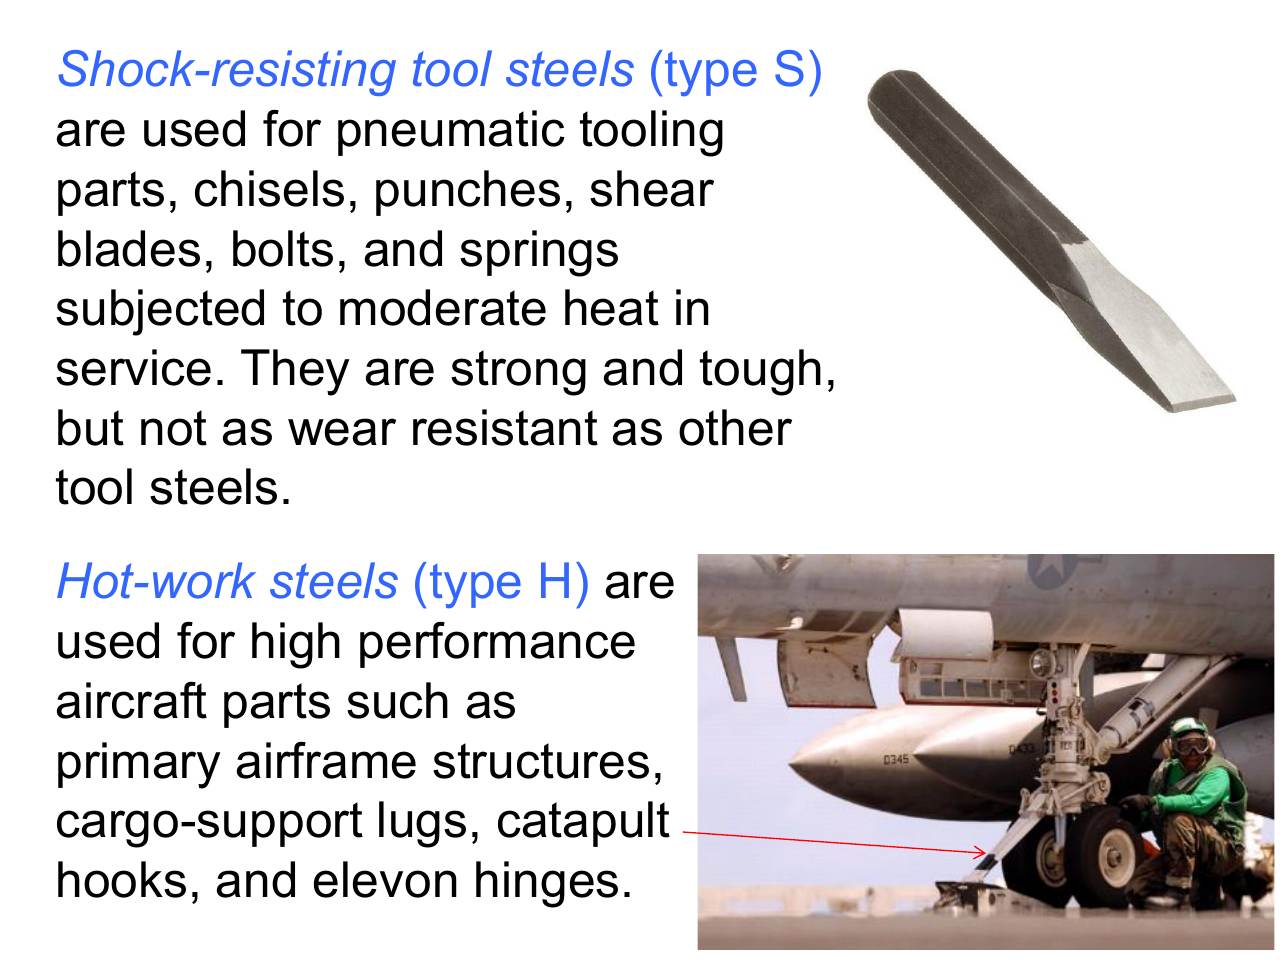 Shock-resisting tool steels (type S)
are used for pneumatic tooling
parts, chisels, punches, shear
blades, bolts, and springs
subjected to moderate heat in
service. They are strong and tough,
but not as wear resistant as other
tool steels.
Hot-work steels (type H) are
used for high performance
aircraft parts such as
primary airframe structures,
cargo-support lugs, catapult
hooks, and elevon hinges.
D345